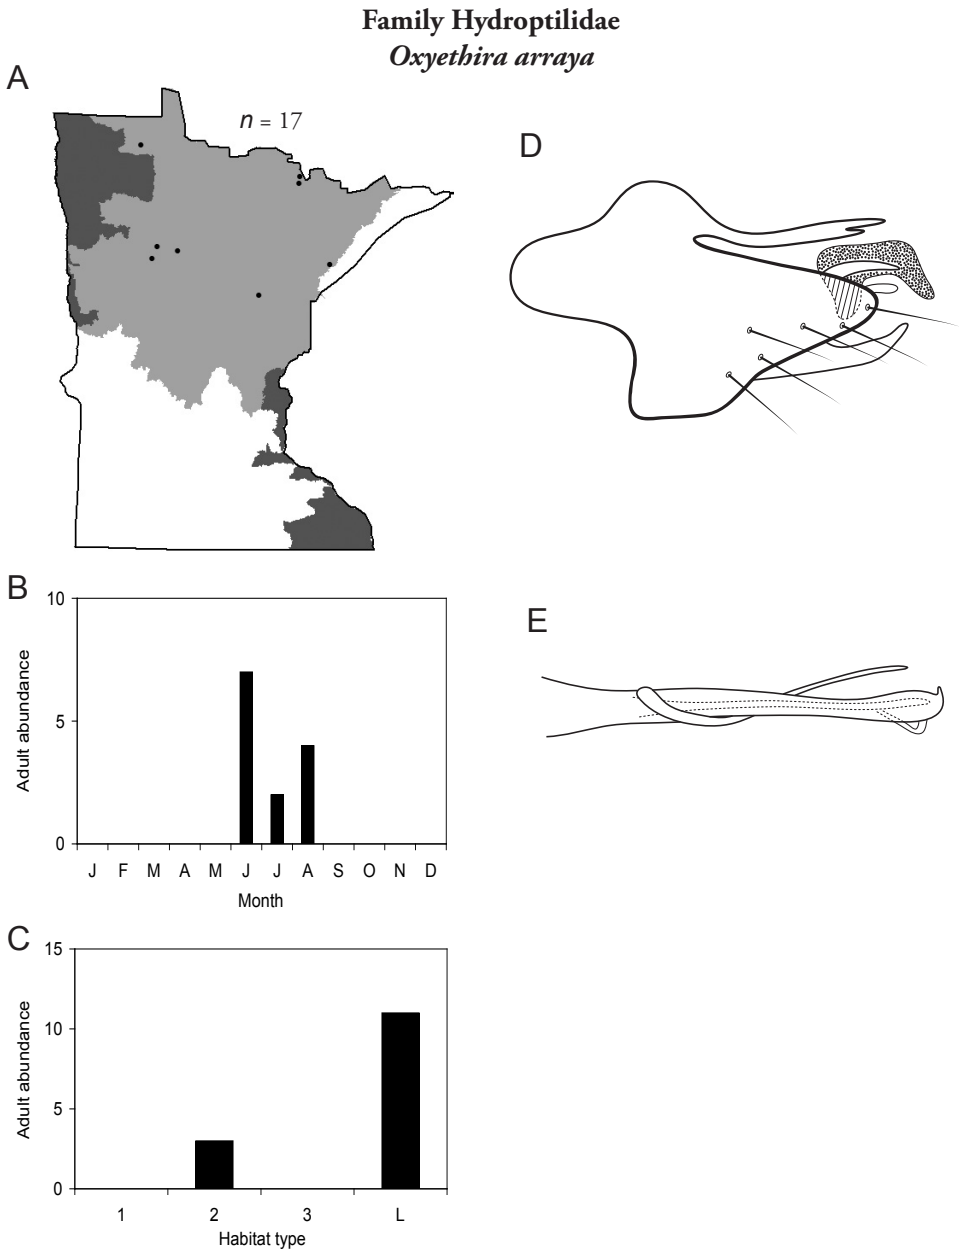 Family Hydroptilidae
Oxyethira arraya
A
n = 17
D
B
10
5
0
Adult abundance
J F M A M J J A S O N D
Month
E
C
15
10
5
0
Adult abundance
1 2 3 L
Habitat type